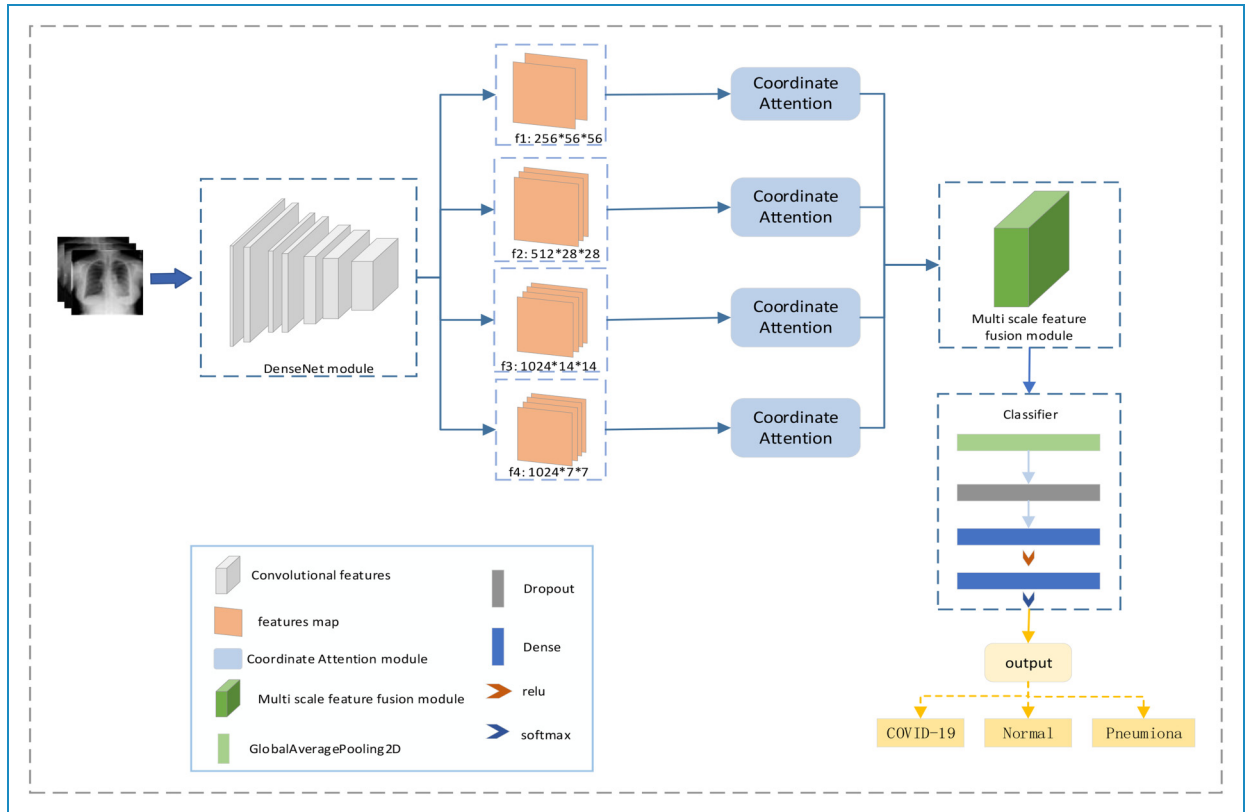 f1: 256*56*56
f2: 512*28*28
f3: 1024*14*14
f4: 1024*7*7
DenseNet module
Coordinate
Attention
Coordinate
Attention
Coordinate
Attention
Coordinate
Attention
Multi scale feature
fusion module
Classifier
output
COVID-19
Normal
Pneumiona
Convolutional features
features map
Coordinate Attention module
Multi scale feature fusion module
GlobalAveragePooling2D
Dropout
Dense
relu
softmax